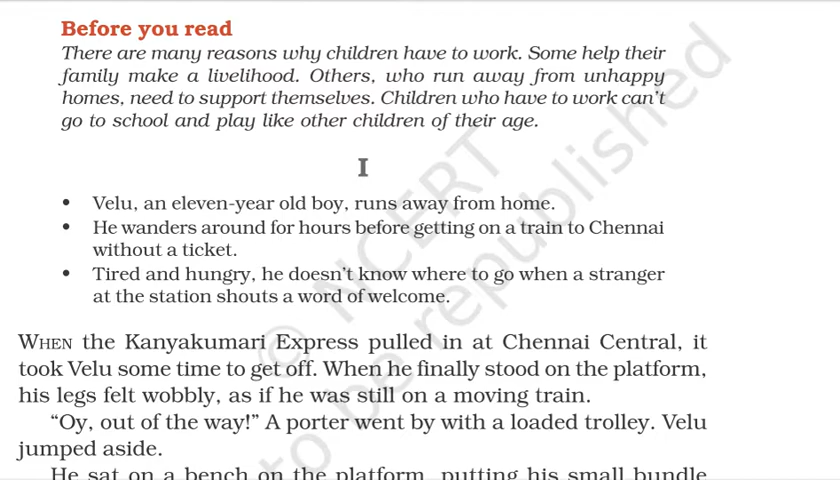 Before you read
There are many reasons why children have to work. Some help their
family make a livelihood. Others, who run away from unhappy
homes, need to support themselves. Children who have to work can't
go to school and play like other children of their age.
I
• Velu, an eleven-year old boy, runs away from home.
• He wanders around for hours before getting on a train to Chennai
without a ticket.
• Tired and hungry, he doesn't know where to go when a stranger
at the station shouts a word of welcome.
WHEN the Kanyakumari Express pulled in at Chennai Central, it
took Velu some time to get off. When he finally stood on the platform,
his legs felt wobbly, as if he was still on a moving train.
“Oy, out of the way!” A porter went by with a loaded trolley. Velu
jumped aside.
He sat on a bench on the platform, putting his small bundle
© NCERT
to be republished